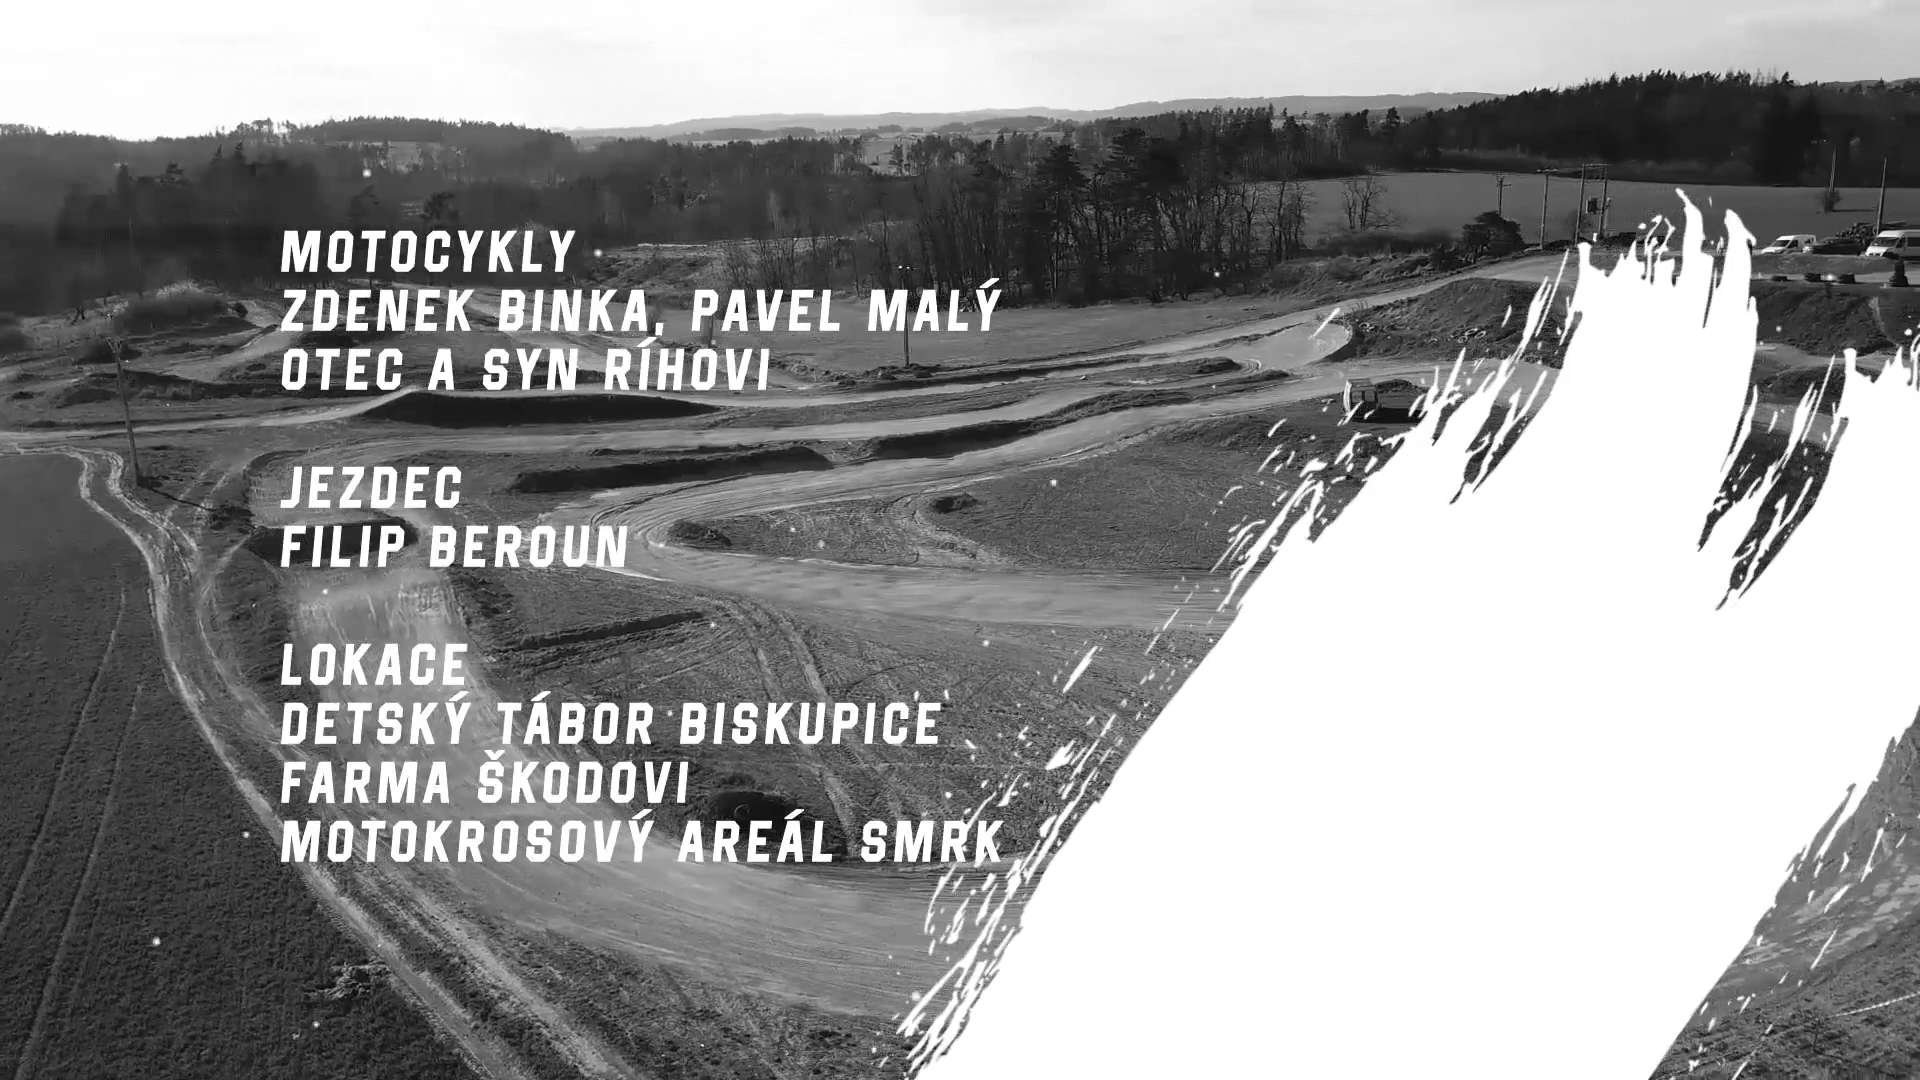 MOTOCYKLY
ZDENEK BINKA, PAVEL MALÝ
OTEC A SYN RÍHOVI
JEZDEC
FILIP BEROUN
LOKACE
DETSKÝ TÁBOR BISKUPICE
FARMA ŠKODOVI
MOTOKROSOVÝ AREÁL SMRK